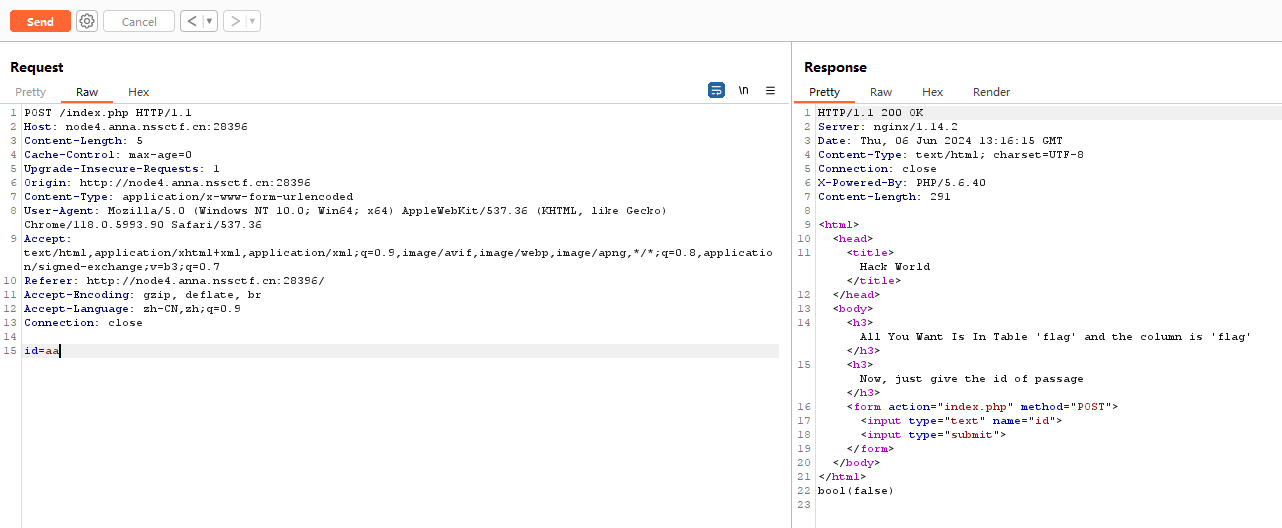 Send Cancel < >
Request
Pretty Raw Hex \n
1 POST /index.php HTTP/1.1
2 Host: node4.anna.nssctf.cn:28396
3 Content-Length: 5
4 Cache-Control: max-age=0
5 Upgrade-Insecure-Requests: 1
6 Origin: http://node4.anna.nssctf.cn:28396
7 Content-Type: application/x-www-form-urlencoded
8 User-Agent: Mozilla/5.0 (Windows NT 10.0; Win64; x64) AppleWebKit/537.36 (KHTML, like Gecko)
Chrome/118.0.5993.90 Safari/537.36
9 Accept:
text/html,application/xhtml+xml,application/xml;q=0.9,image/avif,image/webp,image/apng,*/*;q=0.8,applicatio
n/signed-exchange;v=b3;q=0.7
10 Referer: http://node4.anna.nssctf.cn:28396/
11 Accept-Encoding: gzip, deflate, br
12 Accept-Language: zh-CN,zh;q=0.9
13 Connection: close
14
15 id=aa
Response
Pretty Raw Hex Render
1 HTTP/1.1 200 OK
2 Server: nginx/1.14.2
3 Date: Thu, 06 Jun 2024 13:16:15 GMT
4 Content-Type: text/html; charset=UTF-8
5 Connection: close
6 X-Powered-By: PHP/5.6.40
7 Content-Length: 291
8
9 <html>
10 <head>
11 <title>
Hack World
</title>
12 </head>
13 <body>
14 <h3>
All You Want Is In Table 'flag' and the column is 'flag'
</h3>
15 <h3>
Now, just give the id of passage
</h3>
16 <form action="index.php" method="POST">
17 <input type="text" name="id">
18 <input type="submit">
19 </form>
20 </body>
21 </html>
22 bool(false)
23